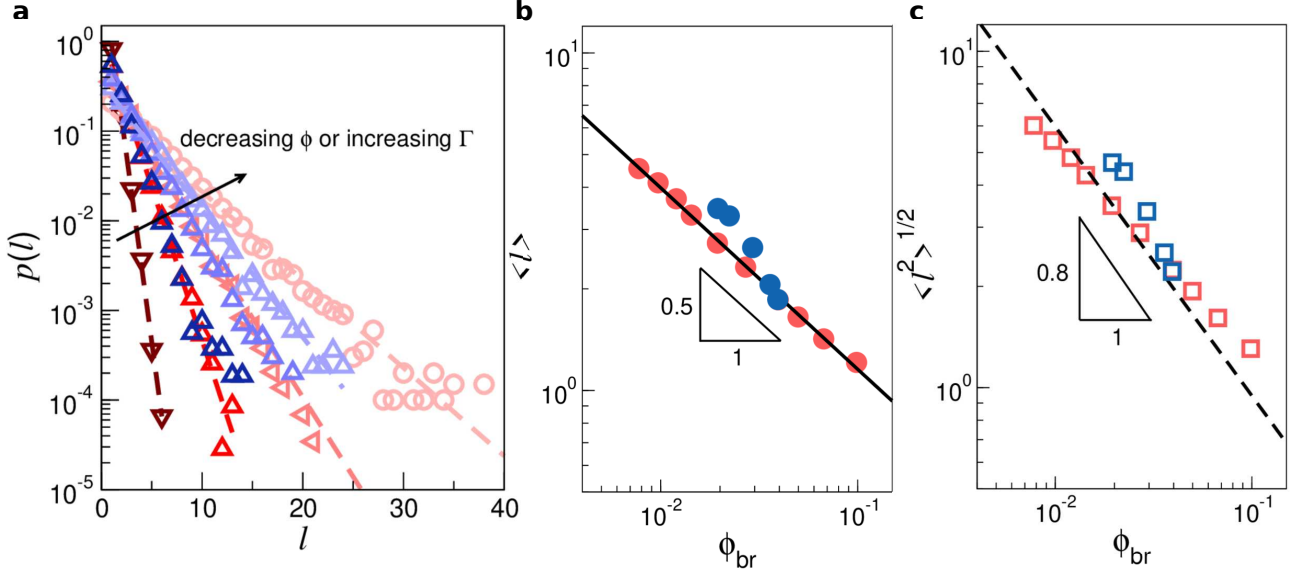 a
b
c
10^0
10^-1
10^-2
10^-3
10^-4
10^-5
p(l)
decreasing ϕ or increasing Γ
0
10
20
30
40
l
10^1
10^0
<l>
0.5
1
10^-2
10^-1
ϕ_br
10^1
10^0
<l^2>^1/2
0.8
1
10^-2
10^-1
ϕ_br